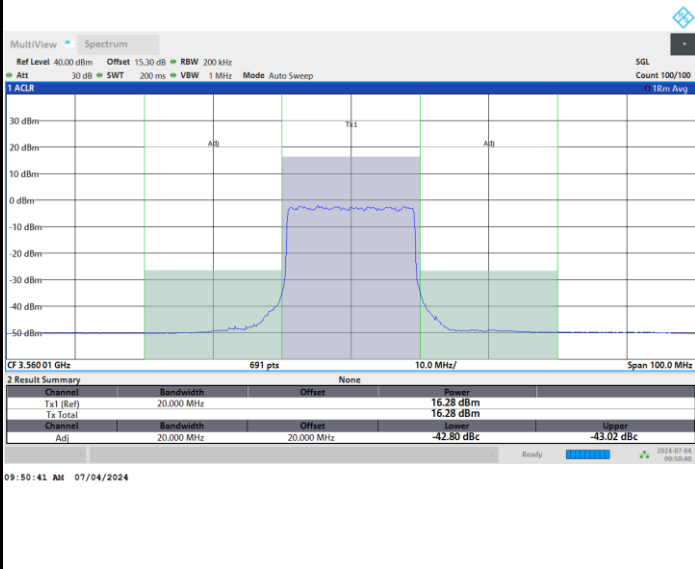 MultiView Spectrum
Ref Level 40.00 dBm Offset 15.30 dB RBW 200 kHz SGL
Att 30 dB SWT 200 ms VBW 1 MHz Mode Auto Sweep Count 100/100
1 ACLR 1Rm Avg
30 dBm
Tx1
20 dBm
Adj Adj
10 dBm
0 dBm
-10 dBm
-20 dBm
-30 dBm
-40 dBm
-50 dBm
CF 3.560 01 GHz 691 pts 10.0 MHz/ Span 100.0 MHz
2 Result Summary None
Channel Bandwidth Offset Power
Tx1 (Ref) 20.000 MHz 16.28 dBm
Tx Total 16.28 dBm
Channel Bandwidth Offset Lower Upper
Adj 20.000 MHz 20.000 MHz -42.80 dBc -43.02 dBc
Ready 2024-07-04
09:50:40
09:50:41 AM 07/04/2024